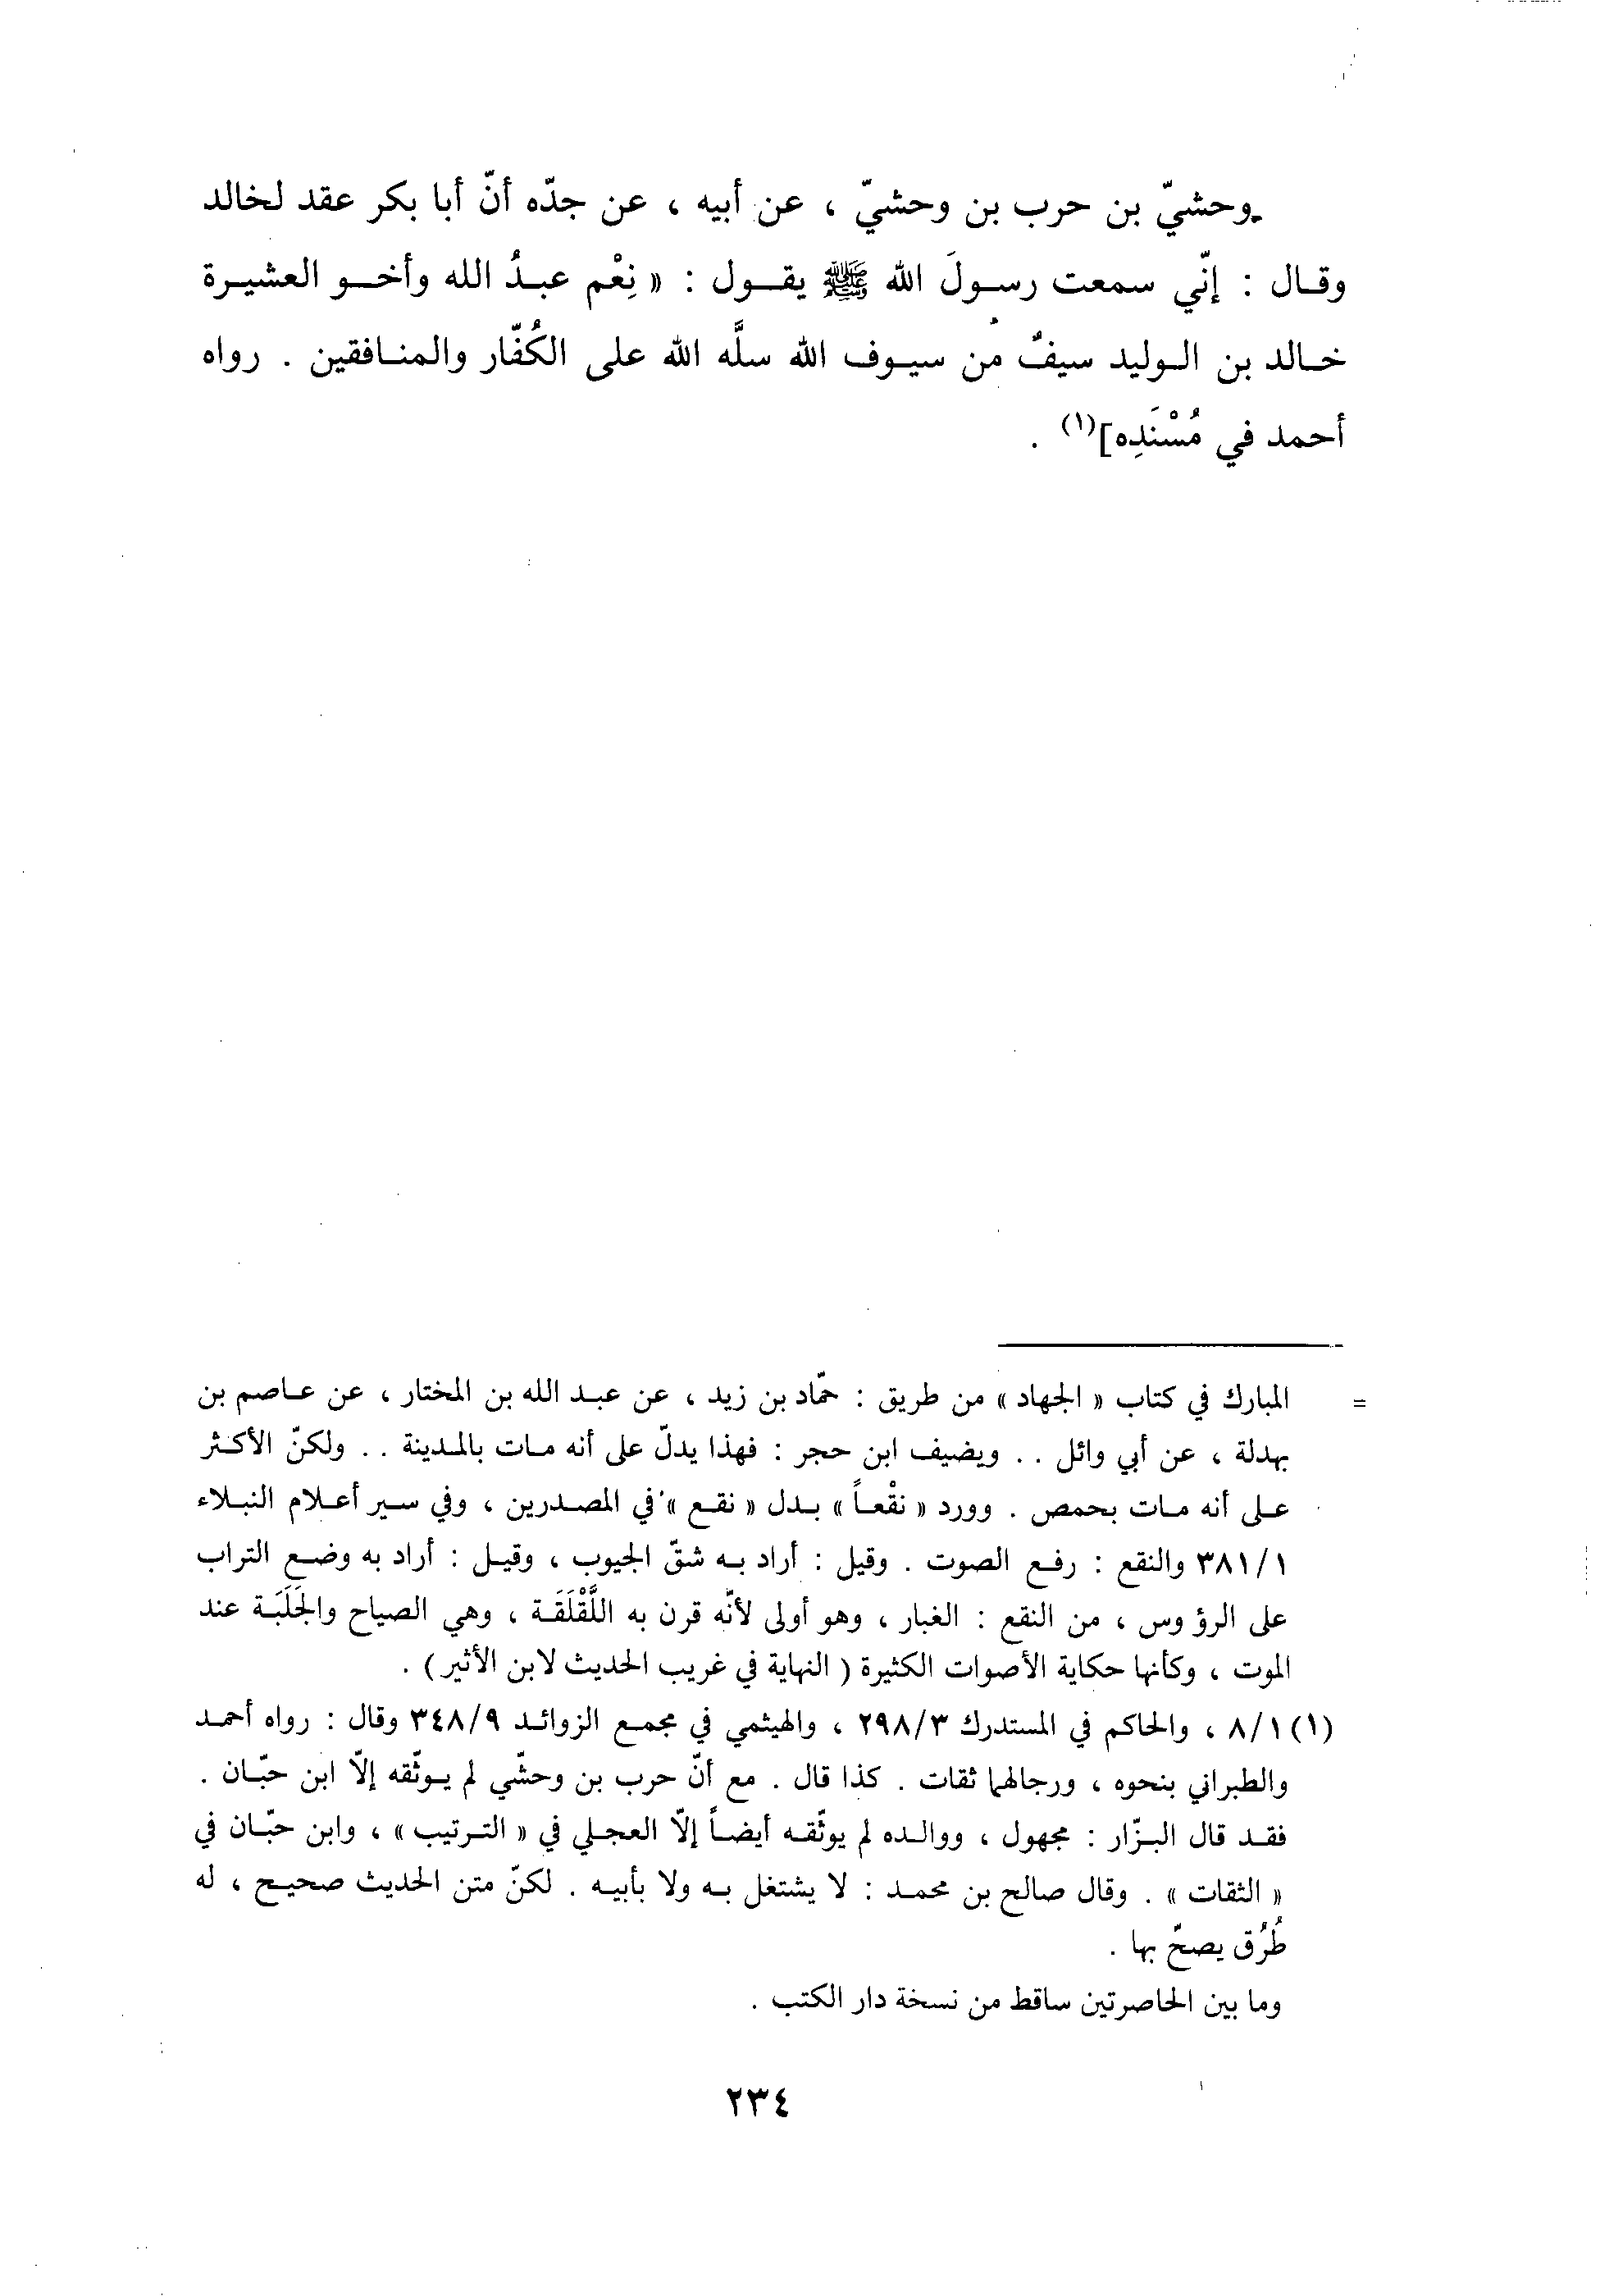 وحشيّ بن حرب بن وحشيّ ، عن أبيه ، عن جدّه أنّ أبا بكر عقد لخالد
وقال : إنّي سمعت رسولَ الله ﷺ يقول : « نِعْم عبدُ الله وأخو العشيرة
خالد بن الوليد سيفٌ من سيوف الله سلَّه الله على الكُفّار والمنافقين . رواه
أحمد في مُسْنَدِه](١) .
= المبارك في كتاب « الجهاد » من طريق : حمّاد بن زيد ، عن عبد الله بن المختار ، عن عاصم بن
بهدلة ، عن أبي وائل . . ويضيف ابن حجر : فهذا يدلّ على أنه مات بالمدينة . . ولكنّ الأكثر
على أنه مات بحمص . وورد « نقْعاً » بدل « نقع » في المصدرين ، وفي سير أعلام النبلاء
٣٨١/١ والنقع : رفع الصوت . وقيل : أراد به شقّ الجيوب ، وقيل : أراد به وضع التراب
على الرؤوس ، من النقع : الغبار ، وهو أولى لأنّه قرن به اللَّقْلَقَة ، وهي الصياح والجَلَبَة عند
الموت ، وكأنها حكاية الأصوات الكثيرة ( النهاية في غريب الحديث لابن الأثير ) .
(١) ٨/١ ، والحاكم في المستدرك ٢٩٨/٣ ، والهيثمي في مجمع الزوائد ٣٤٨/٩ وقال : رواه أحمد
والطبراني بنحوه ، ورجالهما ثقات . كذا قال . مع أنّ حرب بن وحشّي لم يوثّقه إلاّ ابن حبّان .
فقد قال البزّار : مجهول ، ووالده لم يوثّقه أيضاً إلاّ العجلي في « الترتيب » ، وابن حبّان في
« الثقات » . وقال صالح بن محمد : لا يشتغل به ولا بأبيه . لكنّ متن الحديث صحيح ، له
طُرُق يصحّ بها .
وما بين الحاصرتين ساقط من نسخة دار الكتب .
٢٣٤